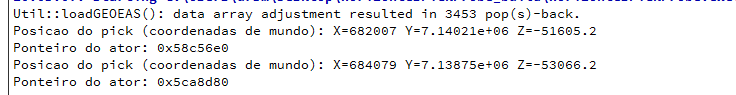 Util::loadGEOEAS(): data array adjustment resulted in 3453 pop(s)-back.
Posicao do pick (coordenadas de mundo): X=682007 Y=7.14021e+06 Z=-51605.2
Ponteiro do ator: 0x58c56e0
Posicao do pick (coordenadas de mundo): X=684079 Y=7.13875e+06 Z=-53066.2
Ponteiro do ator: 0x5ca8d80